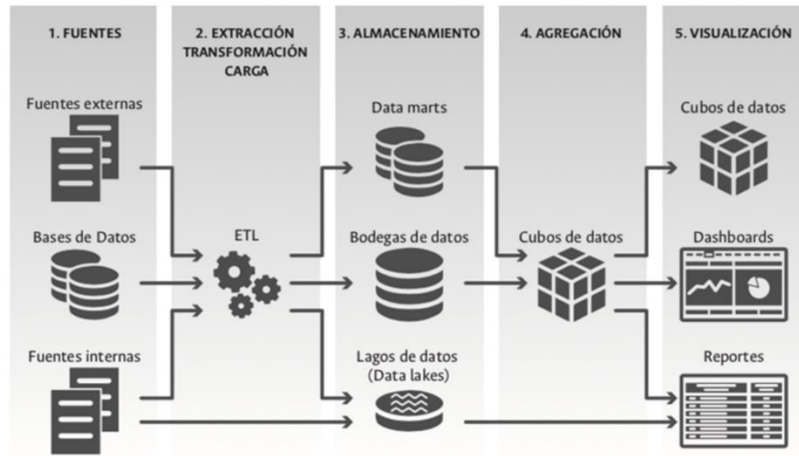 1. FUENTES
2. EXTRACCIÓN
TRANSFORMACIÓN
CARGA
3. ALMACENAMIENTO
4. AGREGACIÓN
5. VISUALIZACIÓN
Fuentes externas
Data marts
Cubos de datos
Bases de Datos
ETL
Bodegas de datos
Cubos de datos
Dashboards
Fuentes internas
Lagos de datos
(Data lakes)
Reportes